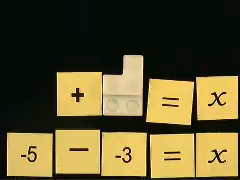 + = x
-5 − -3 = x